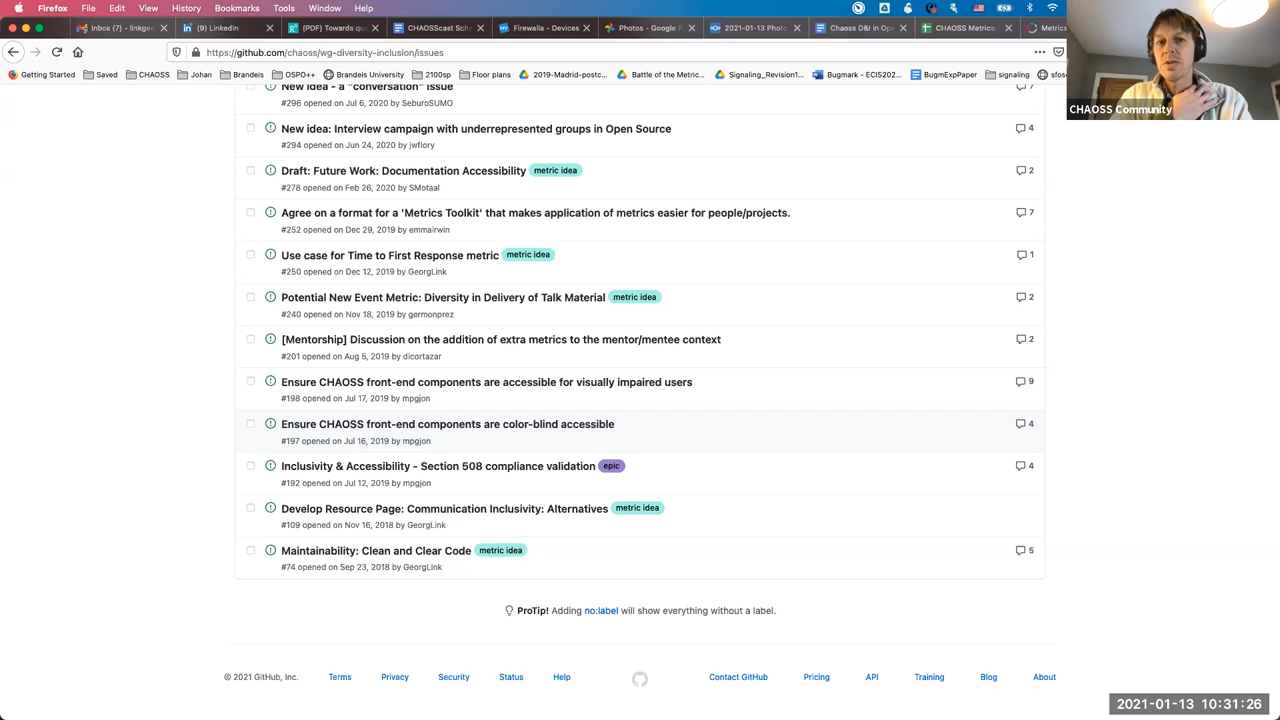 Firefox File Edit View History Bookmarks Tools Window Help
Inbox (7) - linkgeo
(9) LinkedIn
(PDF) Towards qu
CHAOSScast Sche
Firewalla - Devices
Photos - Google P
2021-01-13 Photo
Chaoss D&I in Ope
CHAOSS Metrics
Metrics
https://github.com/chaoss/wg-diversity-inclusion/issues
Getting Started Saved CHAOSS Johan Brandeis OSPO++ Brandeis University 2100sp Floor plans 2019-Madrid-postc... Battle of the Metric... Signaling_Revision1... Bugmark - ECIS202... BugmExpPaper signaling sfos
CHAOSS Community
New idea - a "conversation" issue 7
#296 opened on Jul 6, 2020 by SeburoSUMO
New idea: Interview campaign with underrepresented groups in Open Source 4
#294 opened on Jun 24, 2020 by jwflory
Draft: Future Work: Documentation Accessibility metric idea 2
#278 opened on Feb 26, 2020 by SMotaal
Agree on a format for a 'Metrics Toolkit' that makes application of metrics easier for people/projects. 7
#252 opened on Dec 29, 2019 by emmairwin
Use case for Time to First Response metric metric idea 1
#250 opened on Dec 12, 2019 by GeorgLink
Potential New Event Metric: Diversity in Delivery of Talk Material metric idea 2
#240 opened on Nov 18, 2019 by germonprez
[Mentorship] Discussion on the addition of extra metrics to the mentor/mentee context 2
#201 opened on Aug 5, 2019 by dicortazar
Ensure CHAOSS front-end components are accessible for visually impaired users 9
#198 opened on Jul 17, 2019 by mpgjon
Ensure CHAOSS front-end components are color-blind accessible 4
#197 opened on Jul 16, 2019 by mpgjon
Inclusivity & Accessibility - Section 508 compliance validation epic 4
#192 opened on Jul 12, 2019 by mpgjon
Develop Resource Page: Communication Inclusivity: Alternatives metric idea
#109 opened on Nov 16, 2018 by GeorgLink
Maintainability: Clean and Clear Code metric idea 5
#74 opened on Sep 23, 2018 by GeorgLink
ProTip! Adding no:label will show everything without a label.
© 2021 GitHub, Inc. Terms Privacy Security Status Help Contact GitHub Pricing API Training Blog About
2021-01-13 10:31:26